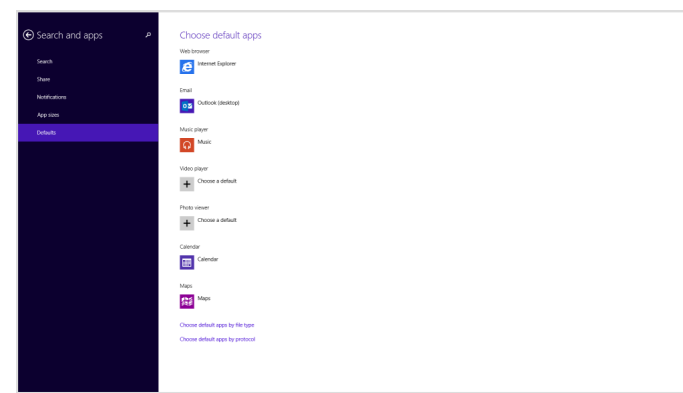 Search and apps
Search
Share
Notifications
App sizes
Defaults
Choose default apps
Web browser
Internet Explorer
Email
Outlook (desktop)
Music player
Music
Video player
Choose a default
Photo viewer
Choose a default
Calendar
Calendar
Maps
Maps
Choose default apps by file type
Choose default apps by protocol